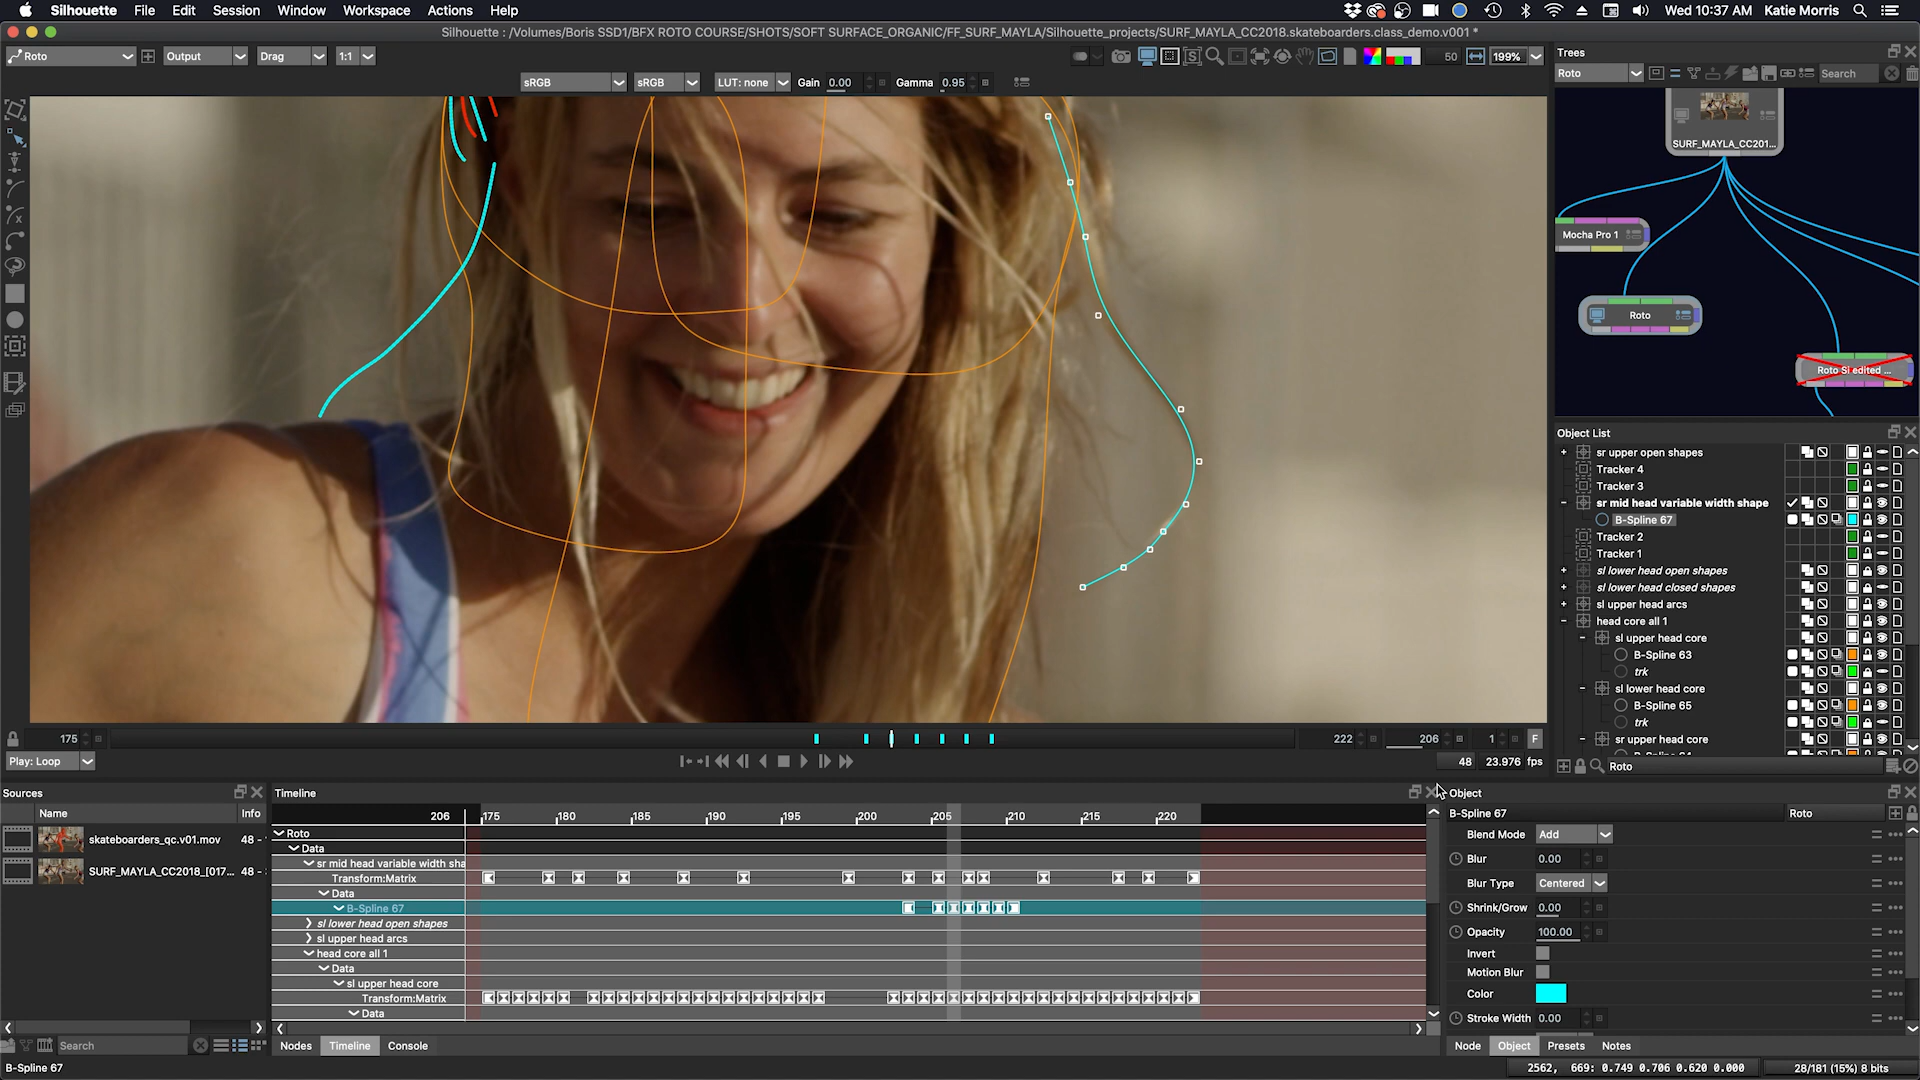 Silhouette File Edit Session Window Workspace Actions Help
Wed 10:37 AM Katie Morris
Silhouette : /Volumes/Boris SSD1/BFX ROTO COURSE/SHOTS/SOFT SURFACE_ORGANIC/FF_SURF_MAYLA/Silhouette_projects/SURF_MAYLA_CC2018.skateboarders.class_demo.v001 *
Roto Output Drag 1:1
50 199%
sRGB sRGB LUT: none Gain 0.00 Gamma 0.95
Trees
Roto Search
SURF_MAYLA_CC201...
Mocha Pro 1
Roto
Roto Sl edited ...
Object List
sr upper open shapes
Tracker 4
Tracker 3
sr mid head variable width shape
B-Spline 67
Tracker 2
Tracker 1
sl lower head open shapes
sl lower head closed shapes
sl upper head arcs
head core all 1
sl upper head core
B-Spline 63
trk
sl lower head core
B-Spline 65
trk
sr upper head core
Roto
175 222 206 1 F
Play: Loop
48 23.976 fps
Sources
Name Info
skateboarders_qc.v01.mov 48 -
SURF_MAYLA_CC2018_[017... 48 -
Search
Timeline
206 175 180 185 190 195 200 205 210 215 220
Roto
Data
sr mid head variable width sha
Transform:Matrix
Data
B-Spline 67
sl lower head open shapes
sl upper head arcs
head core all 1
Data
sl upper head core
Transform:Matrix
Data
Nodes Timeline Console
Object
B-Spline 67 Roto
Blend Mode Add
Blur 0.00
Blur Type Centered
Shrink/Grow 0.00
Opacity 100.00
Invert
Motion Blur
Color
Stroke Width 0.00
Node Object Presets Notes
B-Spline 67
2562, 669: 0.749 0.706 0.620 0.000 28/181 (15%) 8 bits